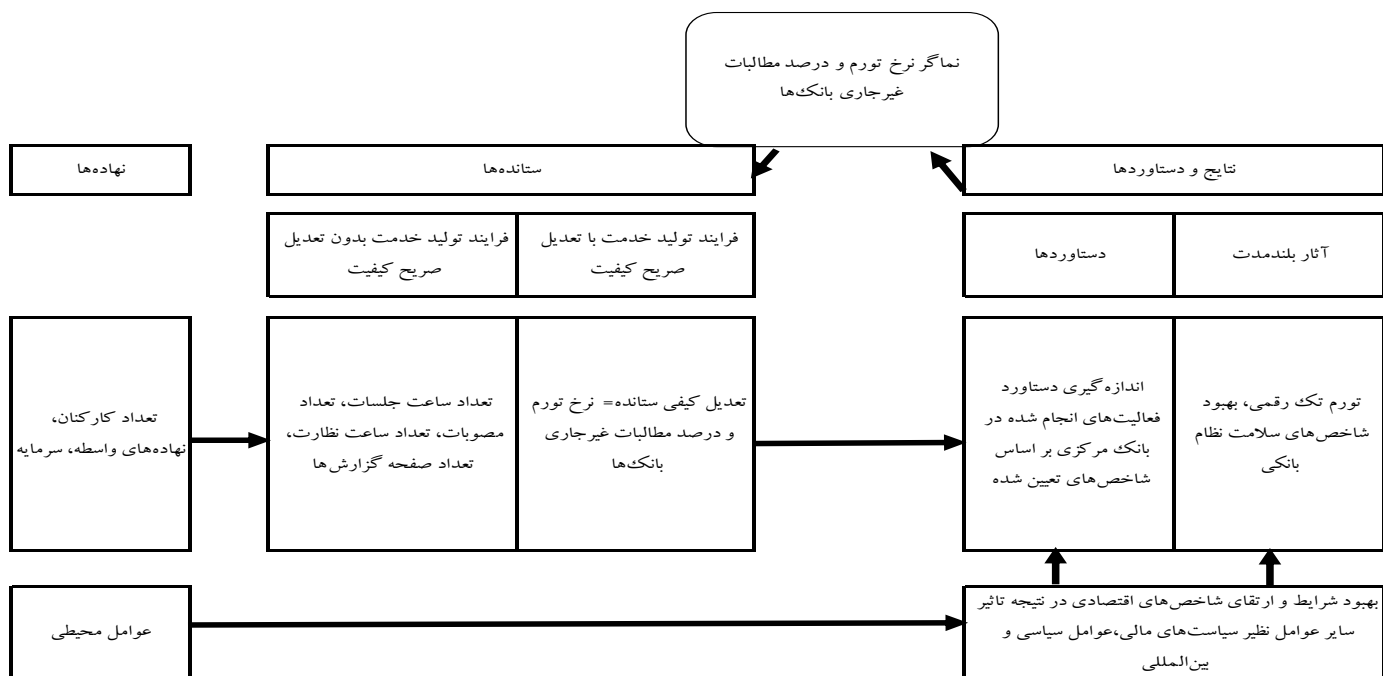 نماگر نرخ تورم و درصد مطالبات
غیرجاری بانک‌ها
نتایج و دستاوردها
ستانده‌ها
نهاده‌ها
آثار بلندمدت
دستاوردها
فرایند تولید خدمت با تعدیل
صریح کیفیت
فرایند تولید خدمت بدون تعدیل
صریح کیفیت
تورم تک رقمی، بهبود
شاخص‌های سلامت نظام
بانکی
اندازه گیری دستاورد
فعالیت‌های انجام شده در
بانک مرکزی بر اساس
شاخص‌های تعیین شده
تعدیل کیفی ستانده= نرخ تورم
و درصد مطالبات غیرجاری
بانک‌ها
تعداد ساعت جلسات، تعداد
مصوبات، تعداد ساعت نظارت،
تعداد صفحه گزارش‌ها
تعداد کارکنان،
نهاده‌های واسطه، سرمایه
بهبود شرایط و ارتقای شاخص‌های اقتصادی در نتیجه تاثیر
سایر عوامل نظیر سیاست‌های مالی،عوامل سیاسی و
بین‌المللی
عوامل محیطی